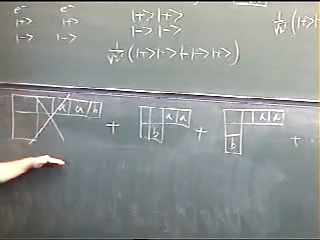 e⁻ e⁻ |+>|+> 1/√2 (|+>|
|+> |+> |->|->
|-> |-> 1/√2 (|+>|-> + |->|+>)
a a b + b a a + b a a + ·